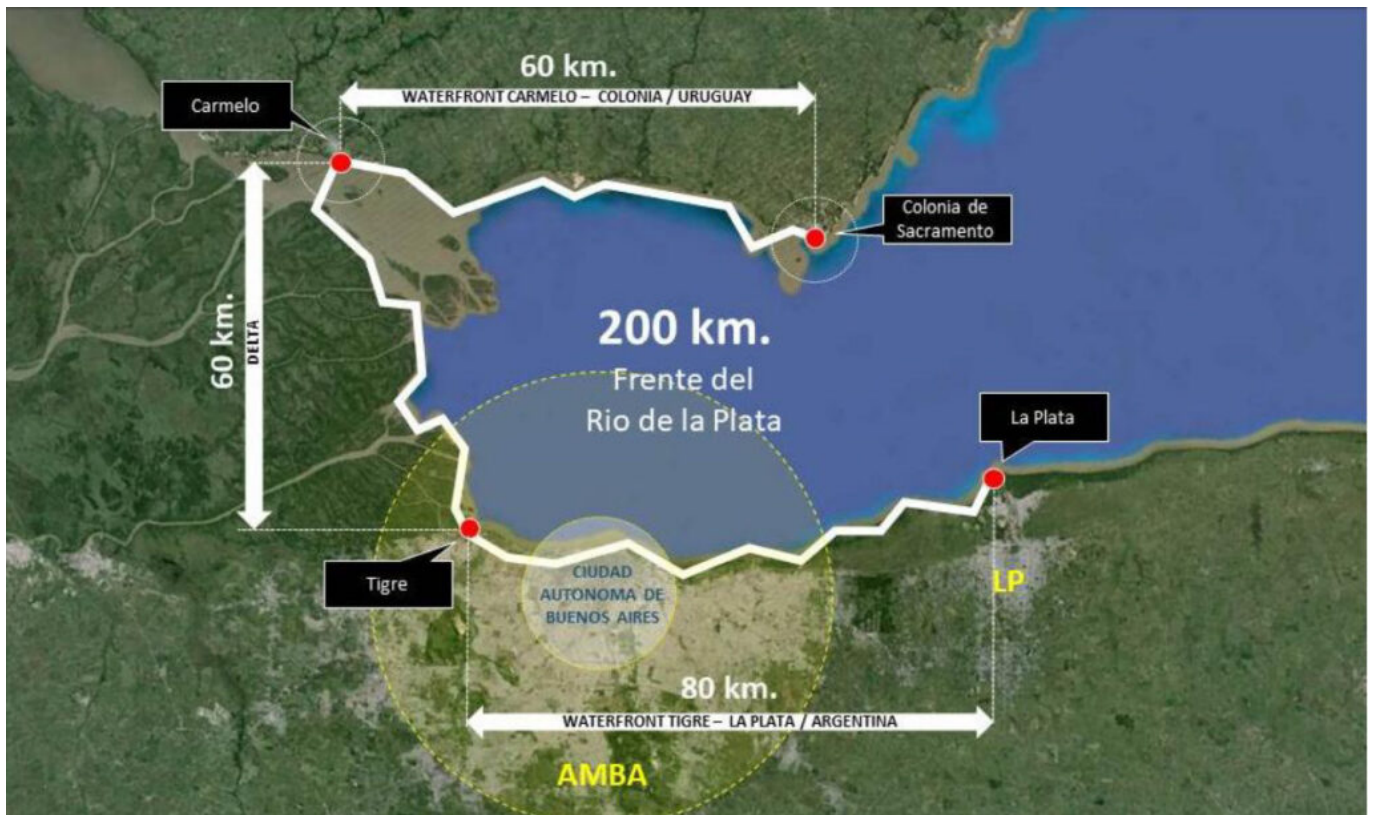 60 km.
WATERFRONT CARMELO – COLONIA / URUGUAY
Carmelo
Colonia de
Sacramento
60 km.
DELTA
200 km.
Frente del
Rio de la Plata
La Plata
Tigre
CIUDAD
AUTONOMA DE
BUENOS AIRES
LP
80 km.
WATERFRONT TIGRE – LA PLATA / ARGENTINA
AMBA